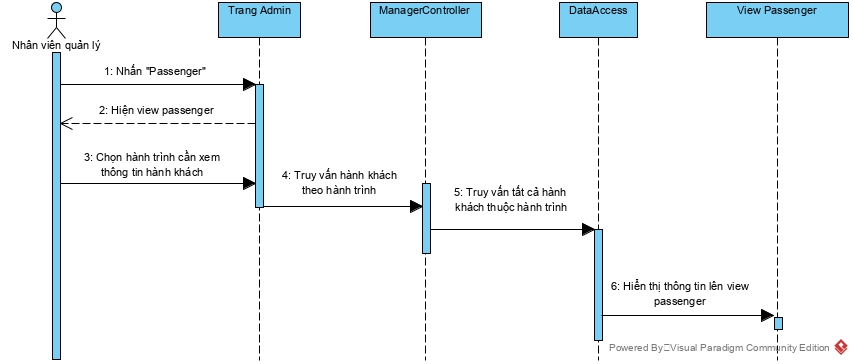 Trang Admin
ManagerController
DataAccess
View Passenger
Nhân viên quản lý
1: Nhấn "Passenger"
2: Hiện view passenger
3: Chọn hành trình cần xem
thông tin hành khách
4: Truy vấn hành khách
theo hành trình
5: Truy vấn tất cả hành
khách thuộc hành trình
6: Hiển thị thông tin lên view
passenger
Powered By Visual Paradigm Community Edition